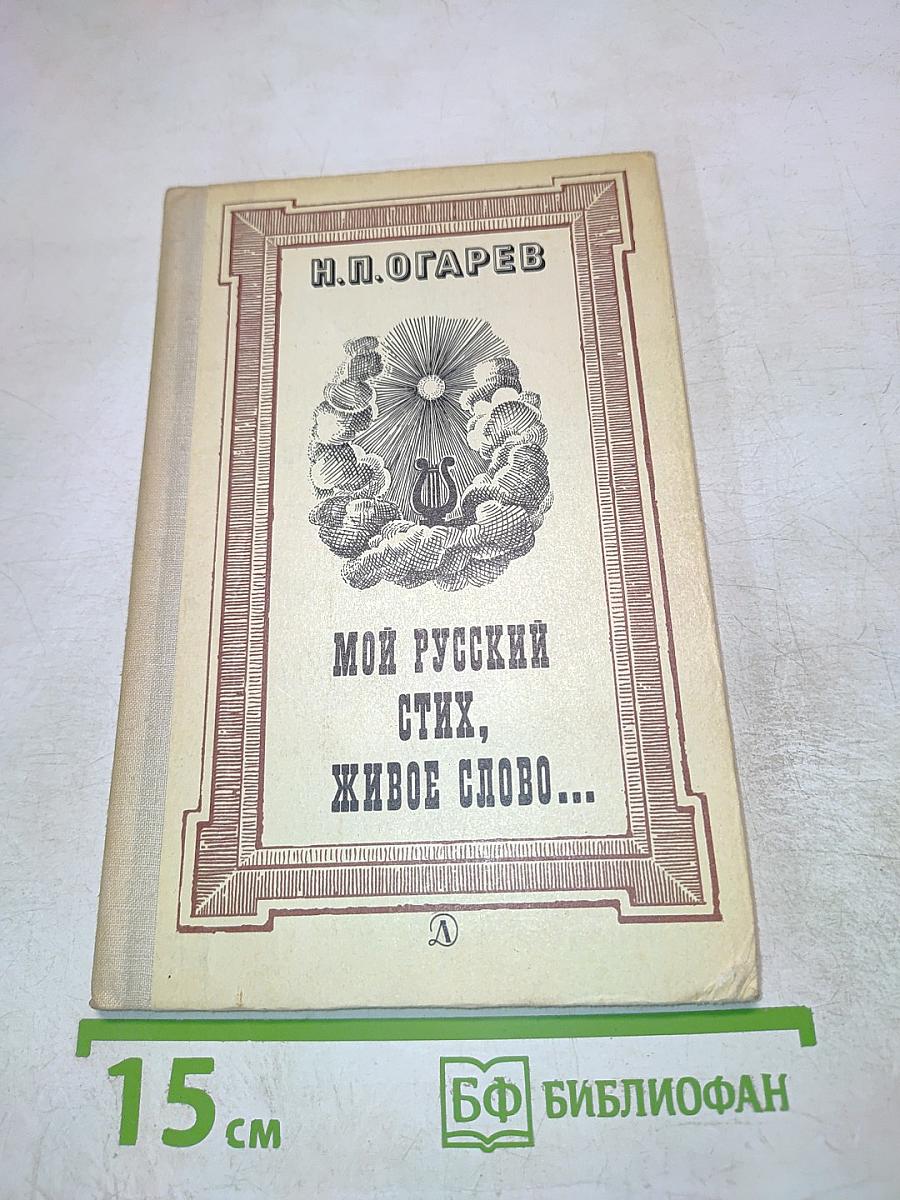 Н.П.ОГАРЕВ
МОЙ РУССКИЙ
СТИХ,
ЖИВОЕ СЛОВО...
Д
15 см
БФ БИБЛИОФАН